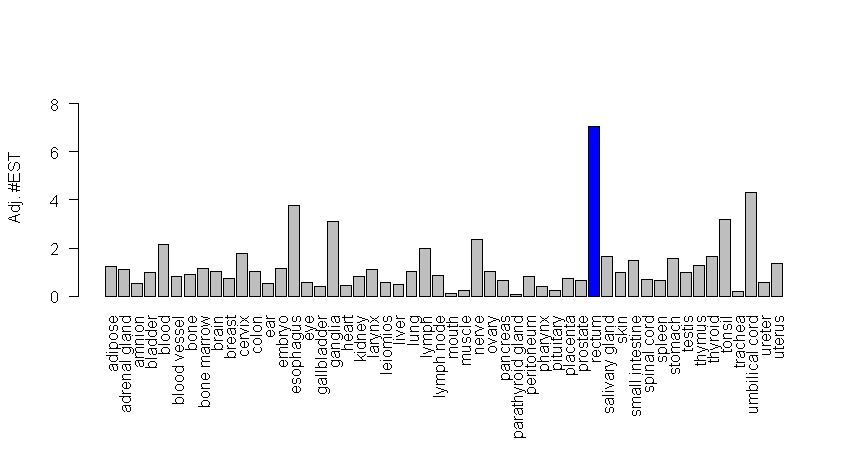 8
6
4
2
0
Adj. #EST
adipose
adrenal gland
amnion
bladder
blood
blood vessel
bone
bone marrow
brain
breast
cervix
colon
ear
embryo
esophagus
eye
gallbladder
ganglia
heart
kidney
larynx
leiomios
liver
lung
lymph
lymph node
mouth
muscle
nerve
ovary
pancreas
parathyroid gland
peritoneum
pharynx
pituitary
placenta
prostate
rectum
salivary gland
skin
small intestine
spinal cord
spleen
stomach
testis
thymus
thyroid
tonsil
trachea
umbilical cord
ureter
uterus